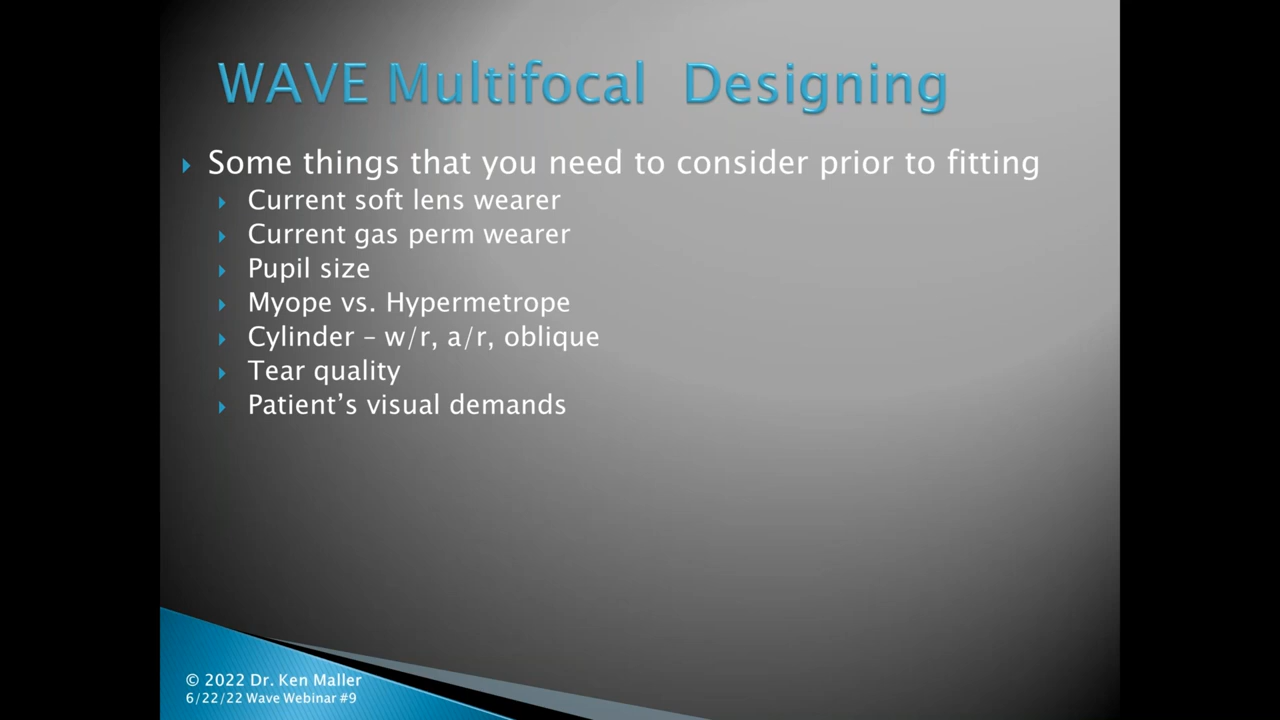 WAVE Multifocal Designing
Some things that you need to consider prior to fitting
Current soft lens wearer
Current gas perm wearer
Pupil size
Myope vs. Hypermetrope
Cylinder – w/r, a/r, oblique
Tear quality
Patient’s visual demands
© 2022 Dr. Ken Maller
6/22/22 Wave Webinar #9